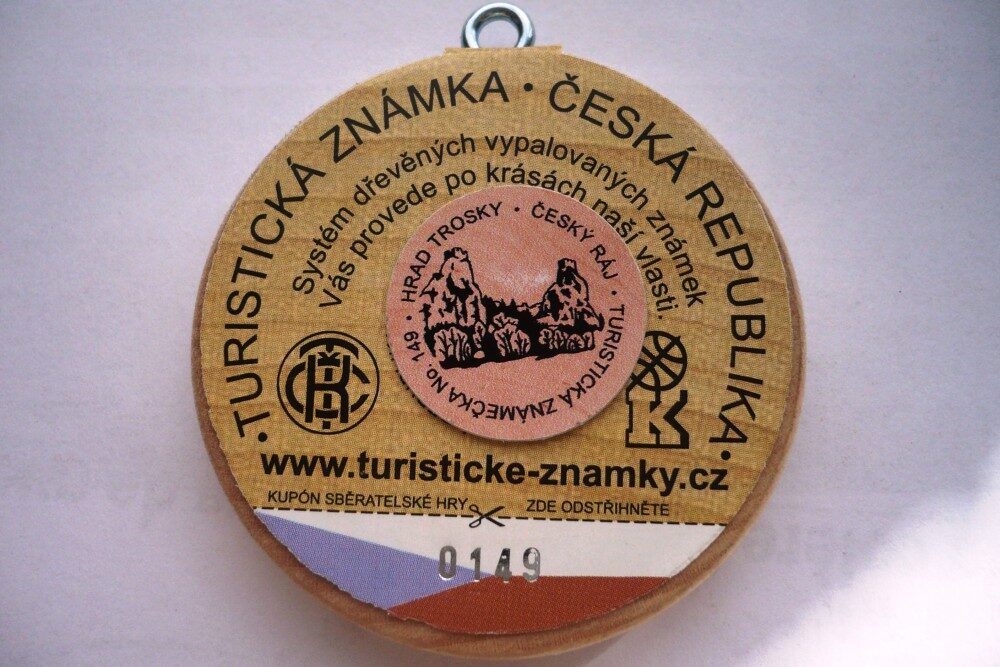 • TURISTICKÁ ZNÁMKA • ČESKÁ REPUBLIKA •
Systém dřevěných vypalovaných známek
Vás provede po krásách naší vlasti.
• HRAD TROSKY • ČESKÝ RÁJ • TURISTICKÁ ZNÁMEČKA No. 149
KČT
K
www.turisticke-znamky.cz
KUPÓN SBĚRATELSKÉ HRY ZDE ODSTŘIHNĚTE
0149